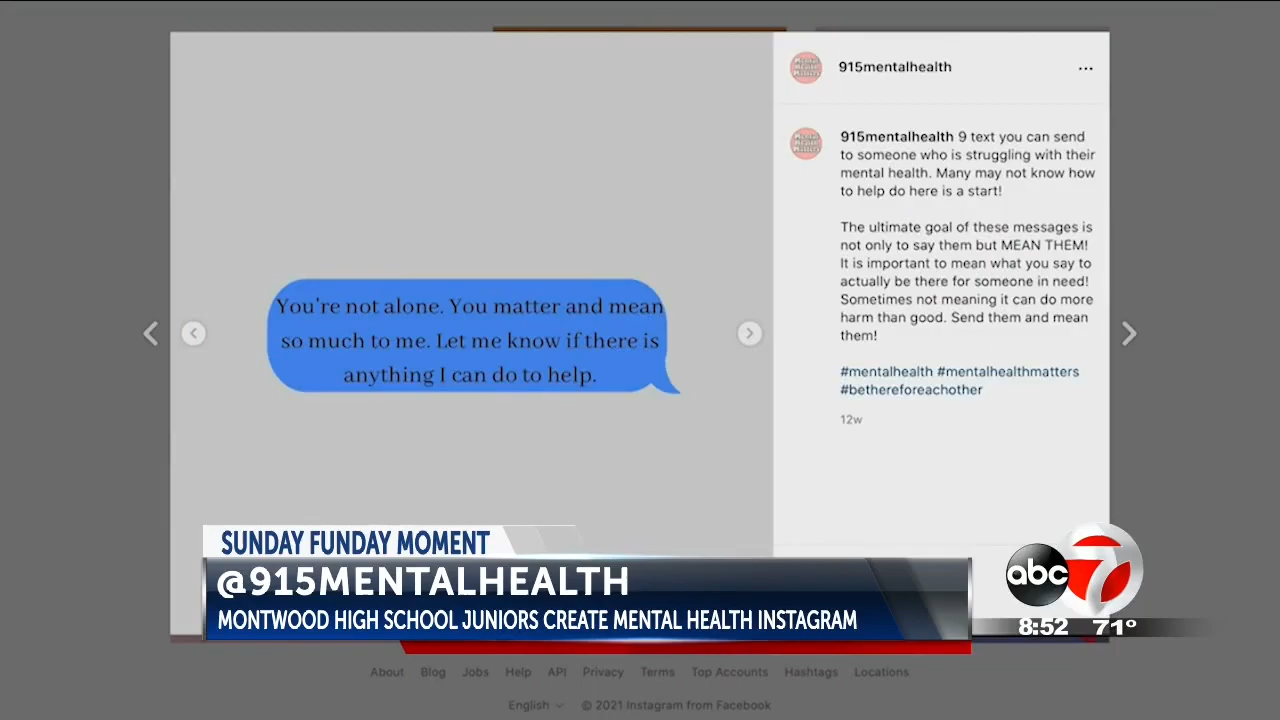 915mentalhealth
...
915mentalhealth 9 text you can send
to someone who is struggling with their
mental health. Many may not know how
to help do here is a start!
The ultimate goal of these messages is
not only to say them but MEAN THEM!
It is important to mean what you say to
actually be there for someone in need!
Sometimes not meaning it can do more
harm than good. Send them and mean
them!
#mentalhealth #mentalhealthmatters
#bethereforeachother
12w
You're not alone. You matter and mean
so much to me. Let me know if there is
anything I can do to help.
SUNDAY FUNDAY MOMENT
@915MENTALHEALTH
MONTWOOD HIGH SCHOOL JUNIORS CREATE MENTAL HEALTH INSTAGRAM
abc 7
8:52 71°
About Blog Jobs Help API Privacy Terms Top Accounts Hashtags Locations
English © 2021 Instagram from Facebook